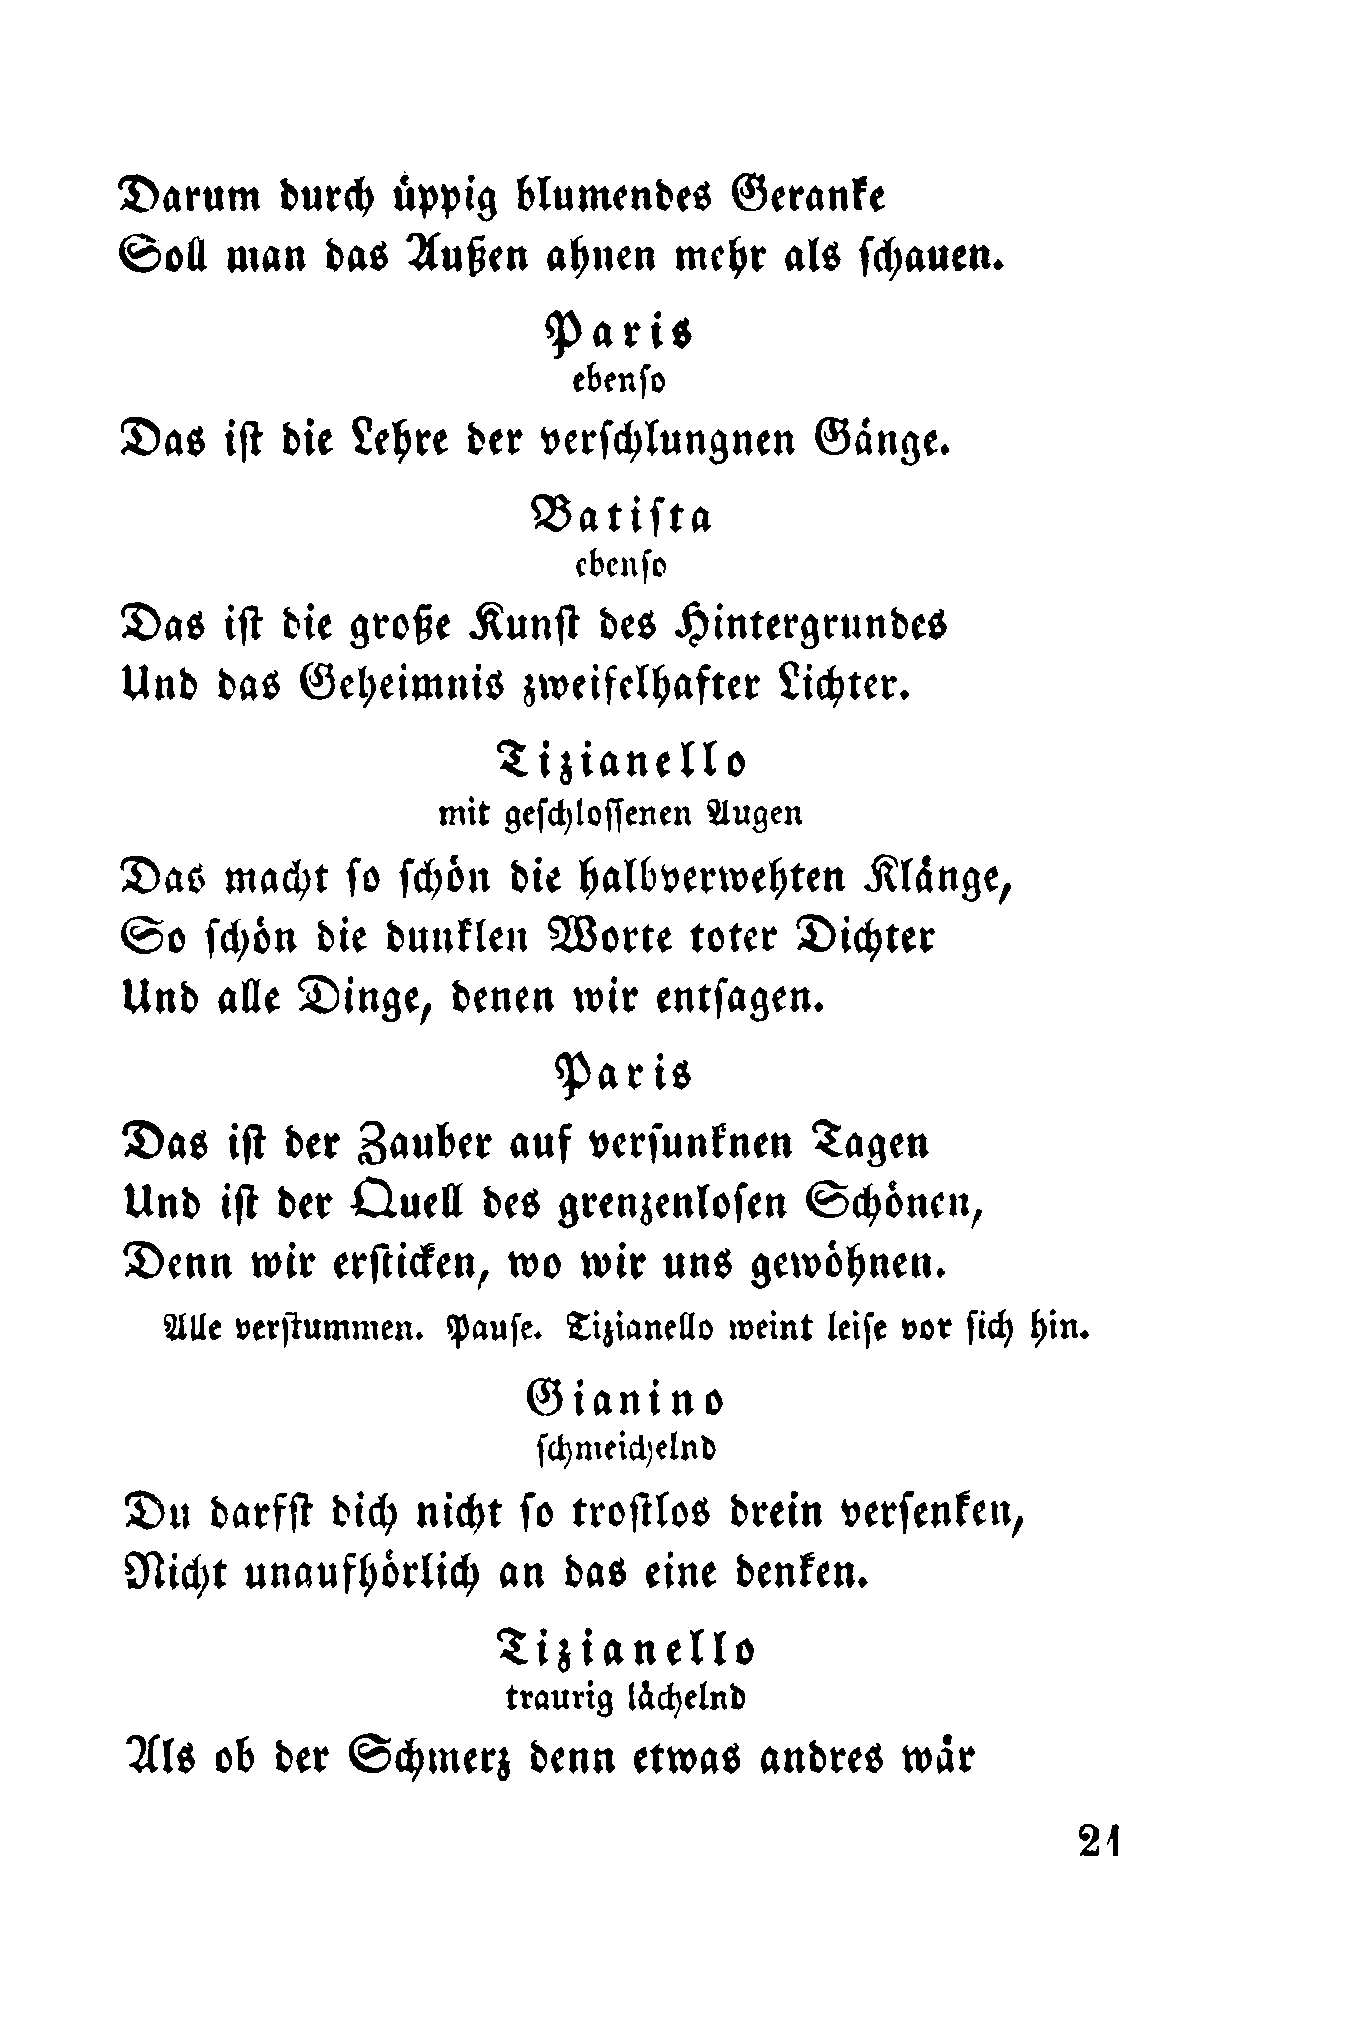 Darum durch üppig blumendes Geranke
Soll man das Außen ahnen mehr als schauen.
Paris
ebenso
Das ist die Lehre der verschlungnen Gänge.
Batista
ebenso
Das ist die große Kunst des Hintergrundes
Und das Geheimnis zweifelhafter Lichter.
Tizianello
mit geschlossenen Augen
Das macht so schön die halbverwehten Klänge,
So schön die dunklen Worte toter Dichter
Und alle Dinge, denen wir entsagen.
Paris
Das ist der Zauber auf versunknen Tagen
Und ist der Quell des grenzenlosen Schönen,
Denn wir ersticken, wo wir uns gewöhnen.
Alle verstummen. Pause. Tizianello weint leise vor sich hin.
Gianino
schmeichelnd
Du darfst dich nicht so trostlos drein versenken,
Nicht unaufhörlich an das eine denken.
Tizianello
traurig lächelnd
Als ob der Schmerz denn etwas andres wär
21